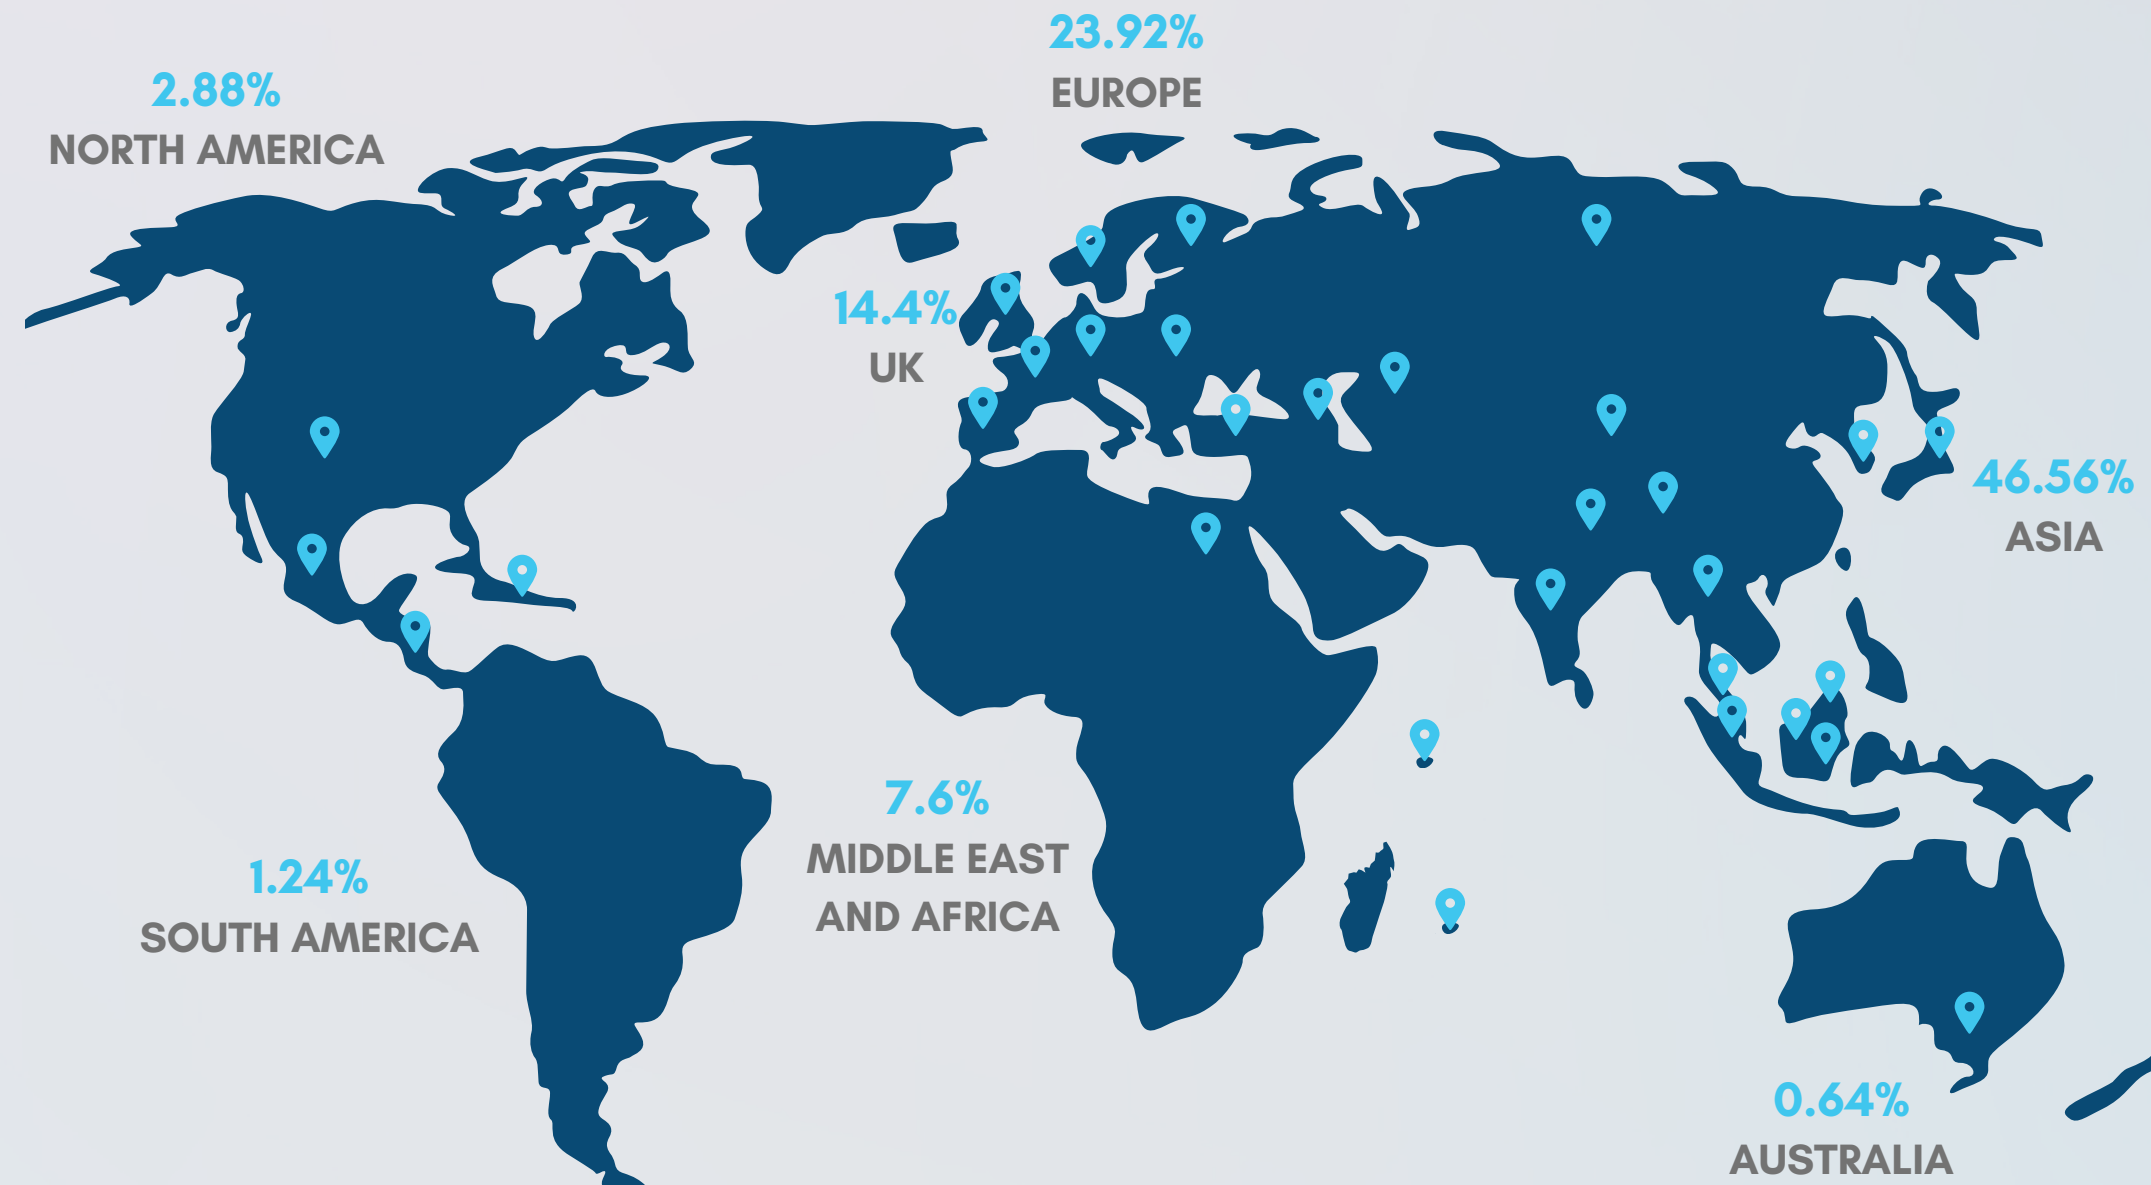 23.92%
EUROPE
2.88%
NORTH AMERICA
14.4%
UK
46.56%
ASIA
7.6%
MIDDLE EAST
AND AFRICA
1.24%
SOUTH AMERICA
0.64%
AUSTRALIA